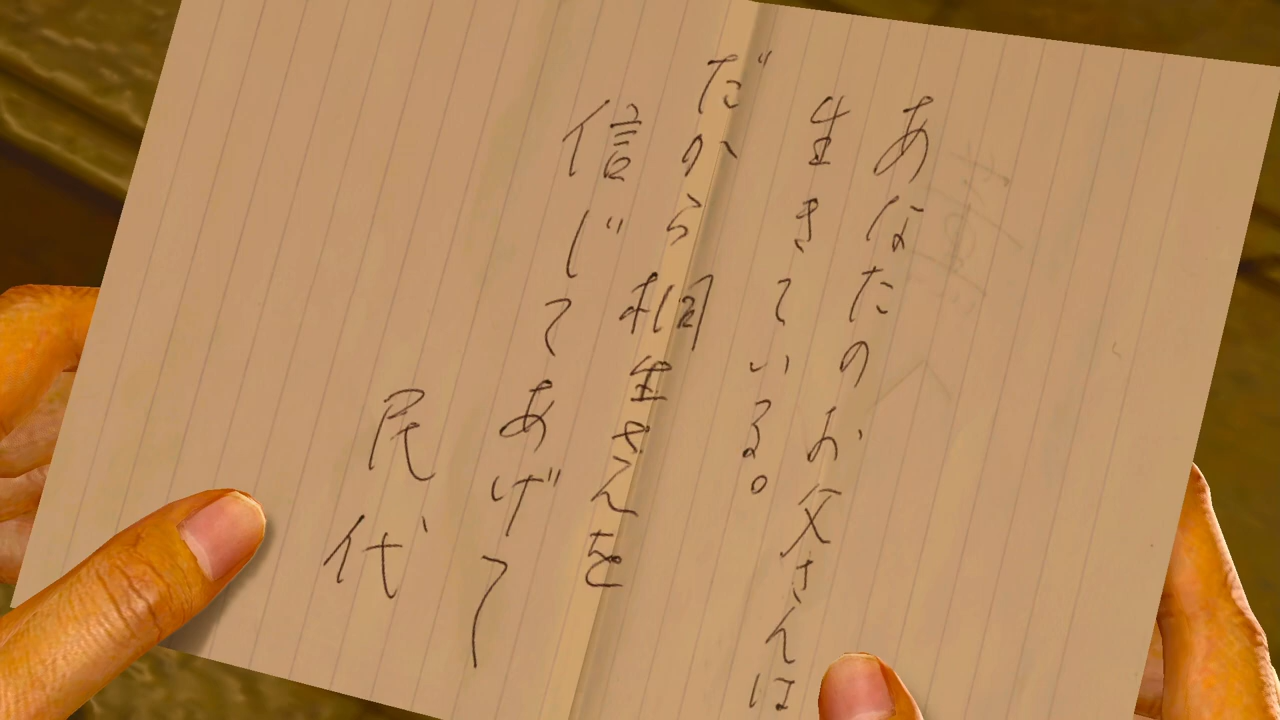 あなたのお父さんは
生きている。
だから桐生さんを
信じてあげて
民代